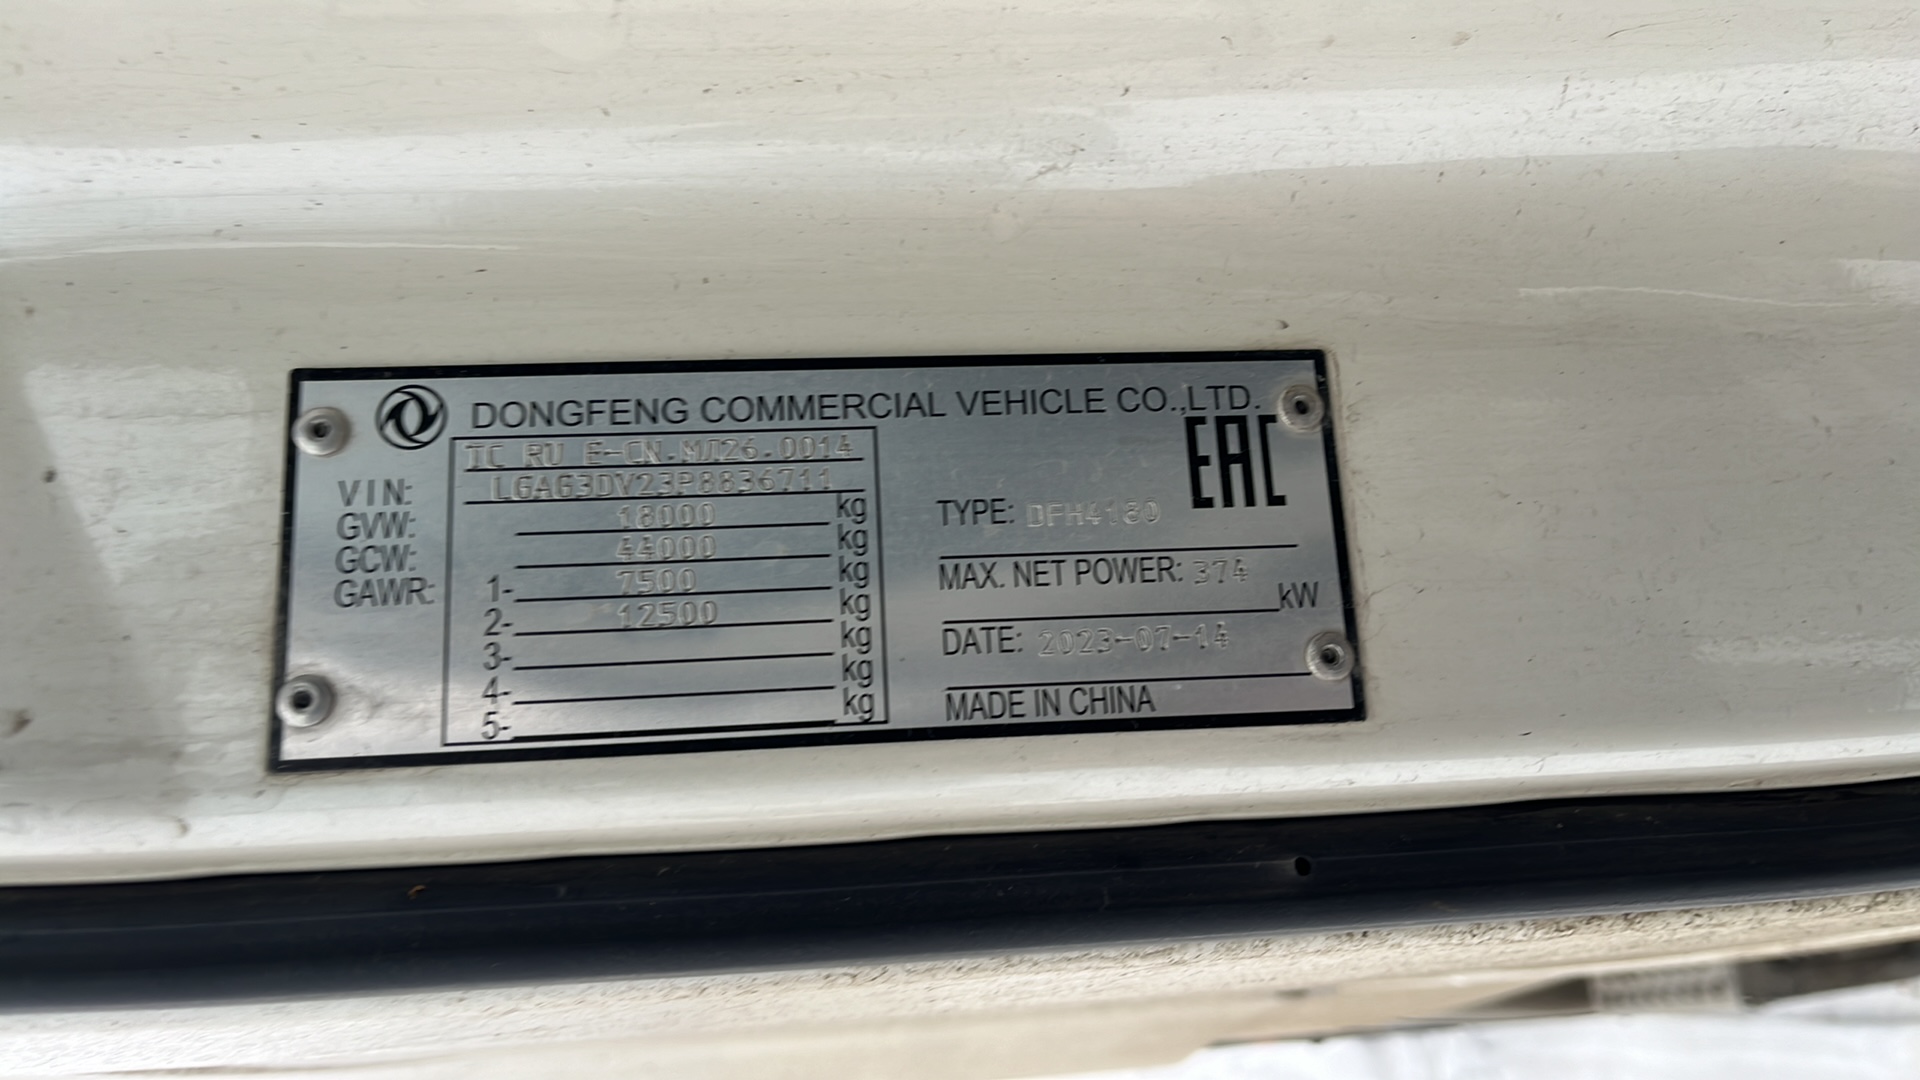 DONGFENG COMMERCIAL VEHICLE CO.,LTD.
TC RU E-CN.МЛ26.0014
VIN: LGAG3DV23P8836711
GVW: 18000 kg
GCW: 44000 kg
GAWR: 1- 7500 kg
2- 12500 kg
3- kg
4- kg
5- kg
EAC
TYPE: DFH4180
MAX. NET POWER: 374 kW
DATE: 2023-07-14
MADE IN CHINA